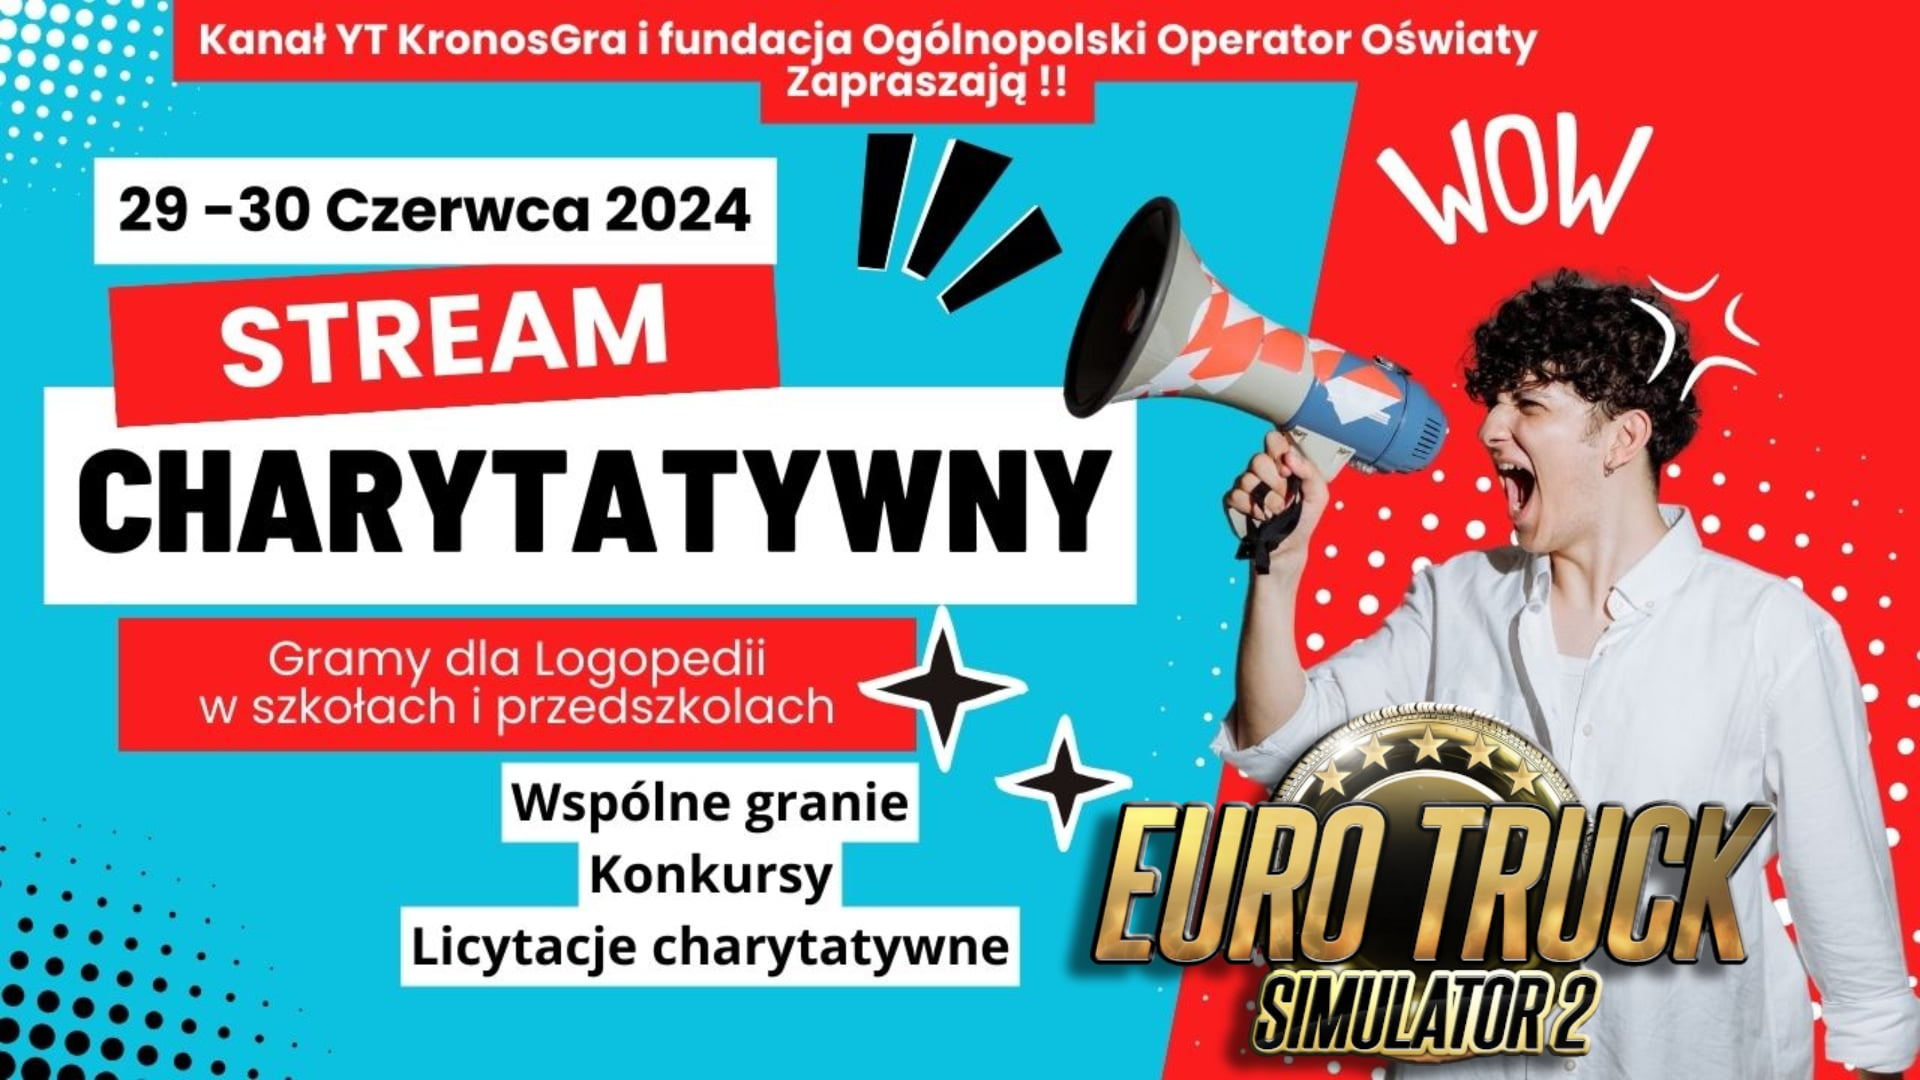 Kanał YT KronosGra i fundacja Ogólnopolski Operator Oświaty
Zapraszają !!
WOW
29 -30 Czerwca 2024
STREAM
CHARYTATYWNY
Gramy dla Logopedii
w szkołach i przedszkolach
Wspólne granie
Konkursy
Licytacje charytatywne
EURO TRUCK
SIMULATOR 2